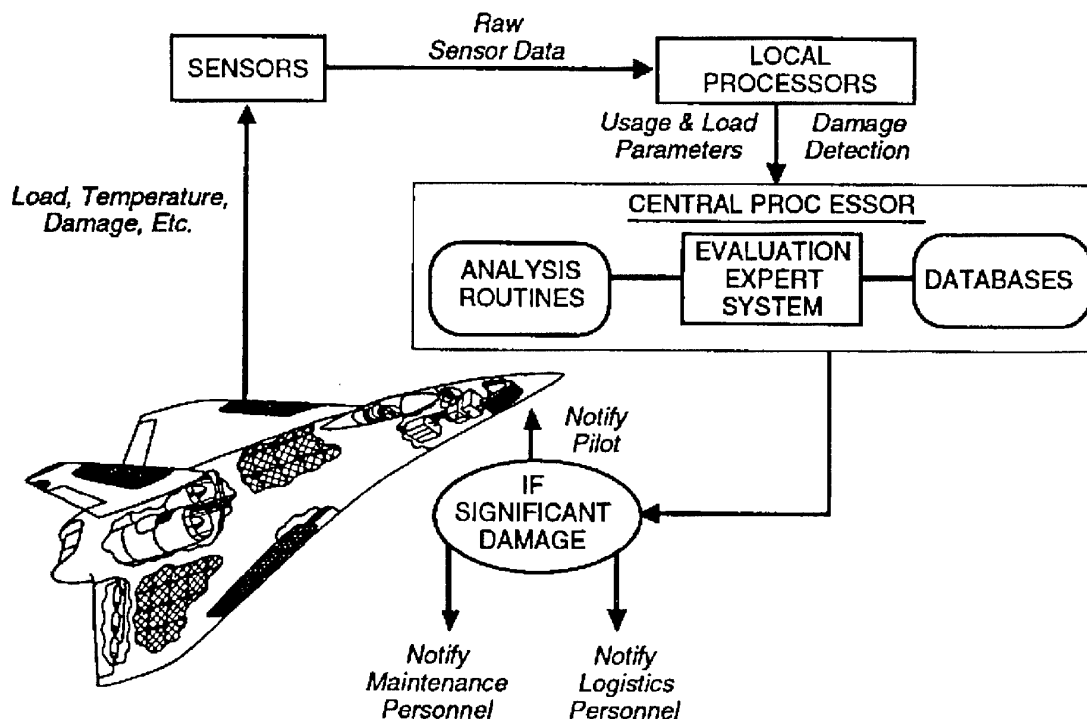 Raw
Sensor Data
SENSORS
LOCAL
PROCESSORS
Usage & Load
Parameters
Damage
Detection
Load, Temperature,
Damage, Etc.
CENTRAL PROC ESSOR
ANALYSIS
ROUTINES
EVALUATION
EXPERT
SYSTEM
DATABASES
Notify
Pilot
IF
SIGNIFICANT
DAMAGE
Notify
Maintenance
Personnel
Notify
Logistics
Personnel